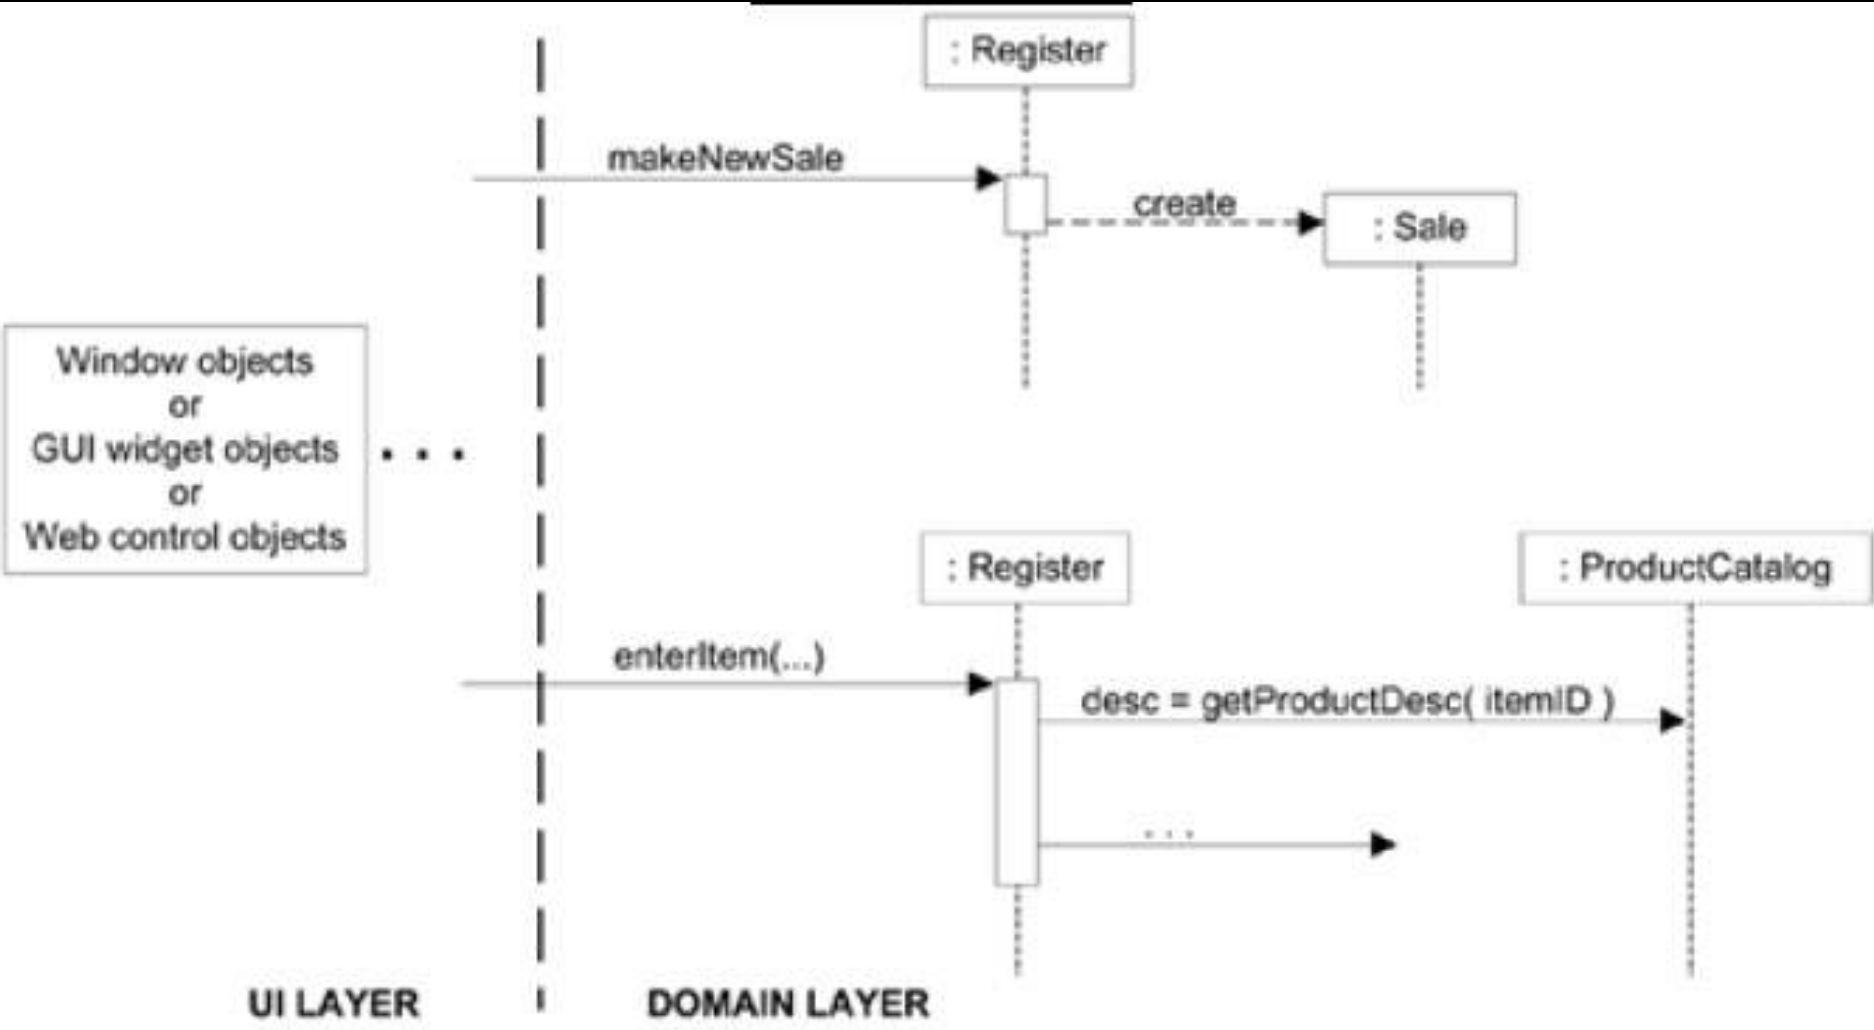 : Register
makeNewSale
create
: Sale
Window objects
or
GUI widget objects
or
Web control objects
. . .
: Register
: ProductCatalog
enterItem(...)
desc = getProductDesc( itemID )
. . .
UI LAYER
DOMAIN LAYER